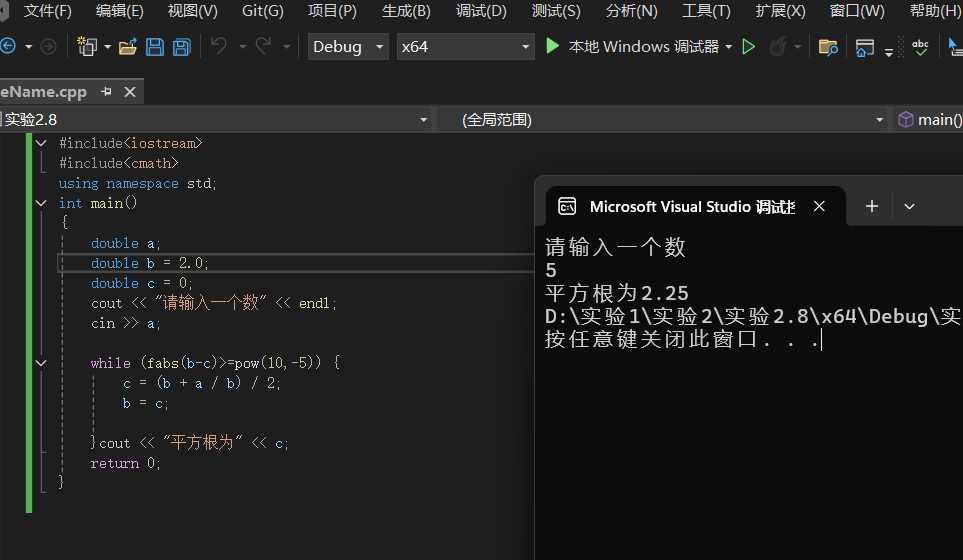 文件(F) 编辑(E) 视图(V) Git(G) 项目(P) 生成(B) 调试(D) 测试(S) 分析(N) 工具(T) 扩展(X) 窗口(W) 帮助(H)
Debug x64 本地 Windows 调试器 abc
eName.cpp
实验2.8 (全局范围) main()
#include<iostream>
#include<cmath>
using namespace std;
int main()
{
double a;
double b = 2.0;
double c = 0;
cout << "请输入一个数" << endl;
cin >> a;
while (fabs(b-c)>=pow(10,-5)) {
c = (b + a / b) / 2;
b = c;
}cout << "平方根为" << c;
return 0;
}
Microsoft Visual Studio 调试
请输入一个数
5
平方根为2.25
D:\实验1\实验2\实验2.8\x64\Debug\实
按任意键关闭此窗口. . .